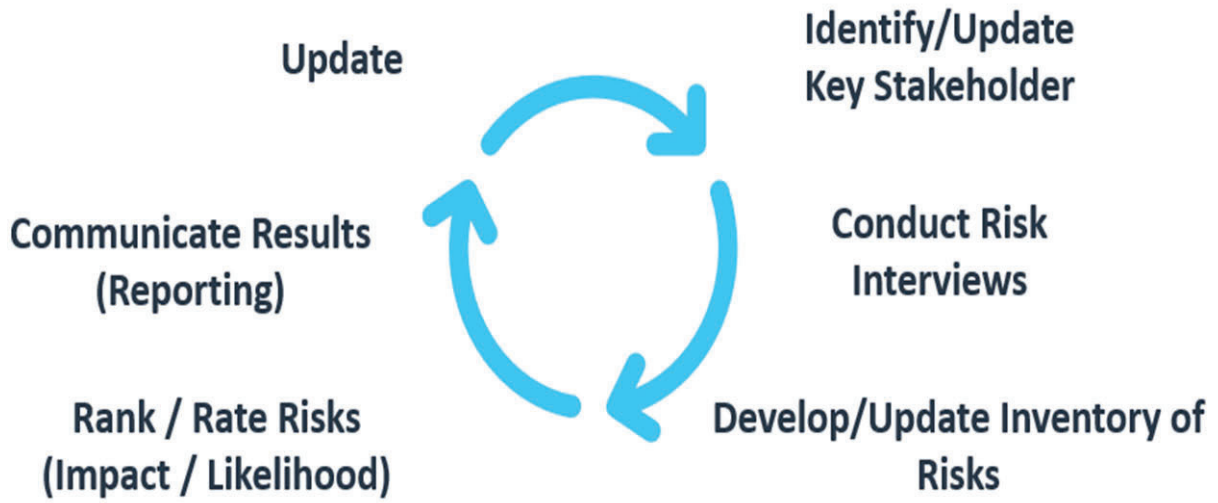 Update
Identify/Update
Key Stakeholder
Conduct Risk
Interviews
Develop/Update Inventory of
Risks
Rank / Rate Risks
(Impact / Likelihood)
Communicate Results
(Reporting)